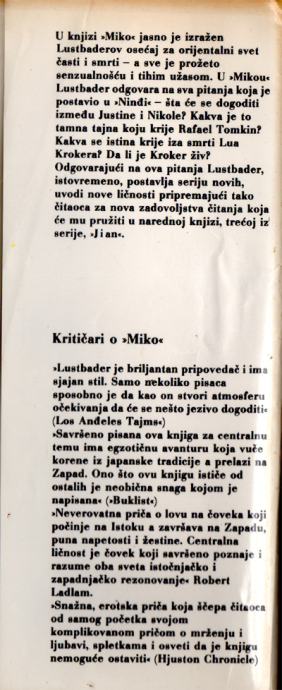 U knjizi »Miko« jasno je izražen
Lustbaderov osećaj za orijentalni svet
časti i smrti — a sve je prožeto
senzualnošću i tihim užasom. U »Mikou«
Lustbader odgovara na sva pitanja koja je
postavio u »Nindi« — šta će se dogoditi
između Justine i Nikole? Kakva je to
tamna tajna koju krije Rafael Tomkin?
Kakva se istina krije iza smrti Lua
Krokera? Da li je Kroker živ?
Odgovarajući na ova pitanja Lustbader,
istovremeno, postavlja seriju novih,
uvodi nove ličnosti pripremajući tako
čitaoca za nova zadovoljstva čitanja koja
će mu pružiti u narednoj knjizi, trećoj iz
serije, »Jian«.
Kritičari o »Miko«
»Lustbader je briljantan pripovedač i ima
sjajan stil. Samo nekoliko pisaca
sposobno je da kao on stvori atmosferu
očekivanja da će se nešto jezivo dogoditi«
(Los Anđeles Tajms«)
»Savršeno pisana ova knjiga za centralnu
temu ima egzotičnu avanturu koja vuče
korene iz japanske tradicije a prelazi na
Zapad. Ono što ovu knjigu ističe od
ostalih je neobična snaga kojom je
napisana« (»Buklist«)
»Neverovatna priča o lovu na čoveka koji
počinje na Istoku a završava na Zapadu,
puna napetosti i žestine. Centralna
ličnost je čovek koji savršeno poznaje i
razume oba sveta istočnjačko i
zapadnjačko rezonovanje« Robert
Ladlam.
»Snažna, erotska priča koja ščepa čitaoca
od samog početka svojom
komplikovanom pričom o mrženju i
ljubavi, spletkama i osveti da je knjigu
nemoguće ostaviti« (Hjuston Chronicle)